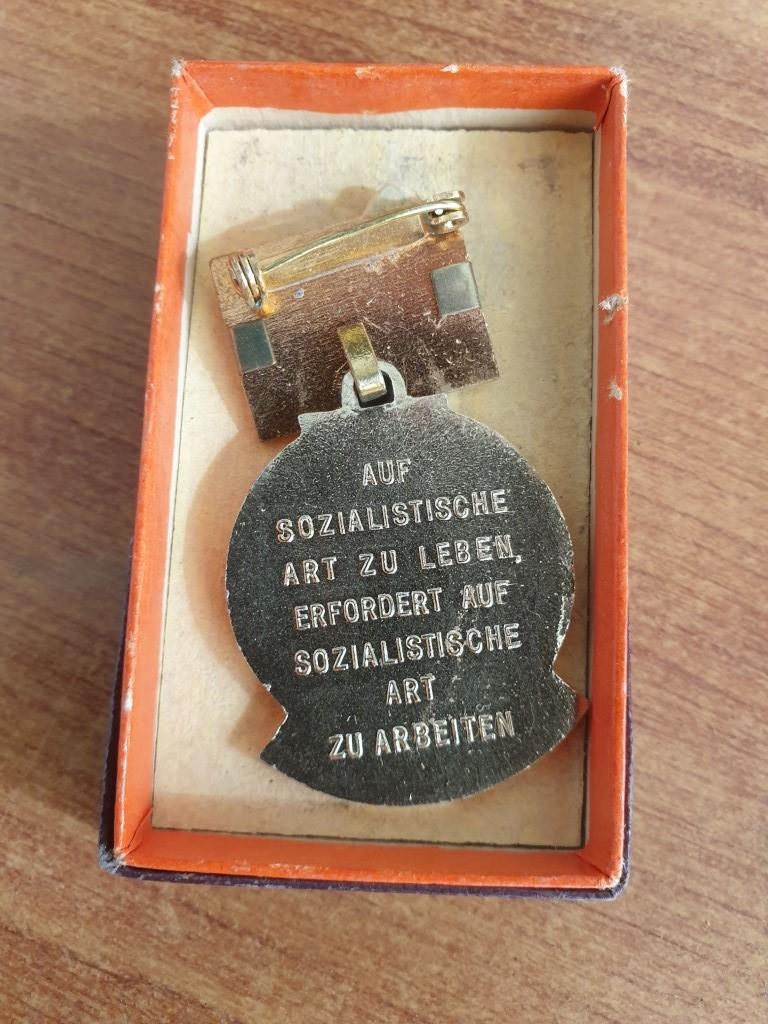 AUF
SOZIALISTISCHE
ART ZU LEBEN,
ERFORDERT AUF
SOZIALISTISCHE
ART
ZU ARBEITEN